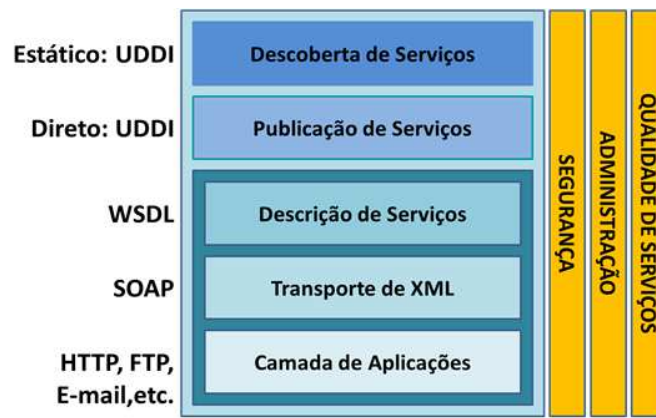 Estático: UDDI
Descoberta de Serviços
Direto: UDDI
Publicação de Serviços
WSDL
Descrição de Serviços
SOAP
Transporte de XML
HTTP, FTP,
E-mail,etc.
Camada de Aplicações
SEGURANÇA
ADMINISTRAÇÃO
QUALIDADE DE SERVIÇOS